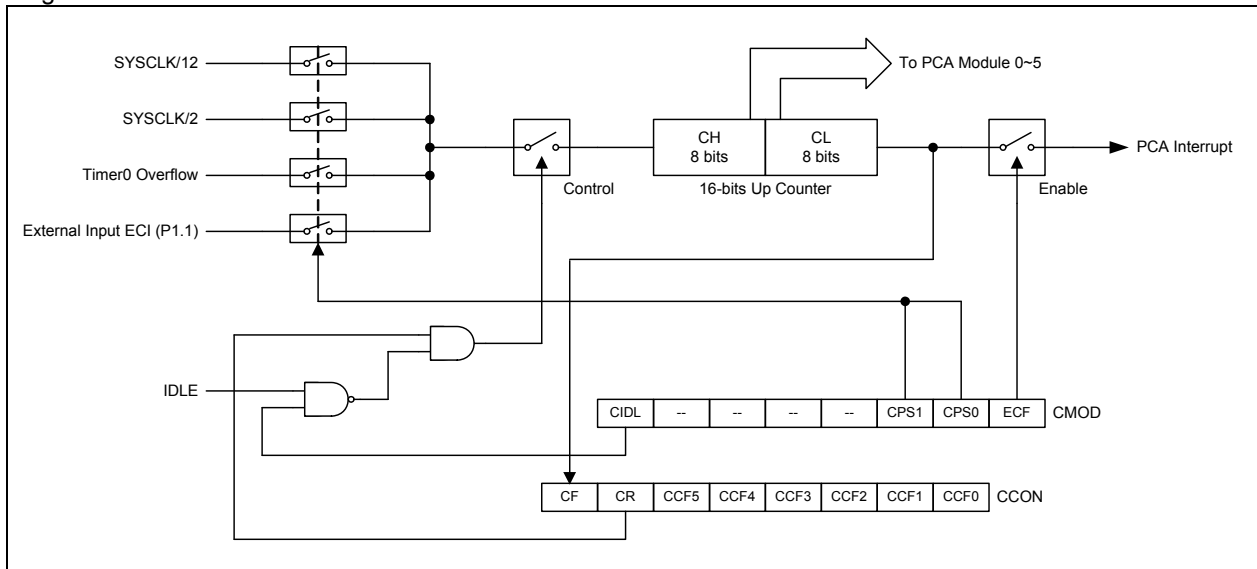 SYSCLK/12
SYSCLK/2
Timer0 Overflow
External Input ECI (P1.1)
To PCA Module 0~5
CH
8 bits
CL
8 bits
16-bits Up Counter
Control
Enable
PCA Interrupt
IDLE
CIDL -- -- -- -- CPS1 CPS0 ECF CMOD
CF CR CCF5 CCF4 CCF3 CCF2 CCF1 CCF0 CCON